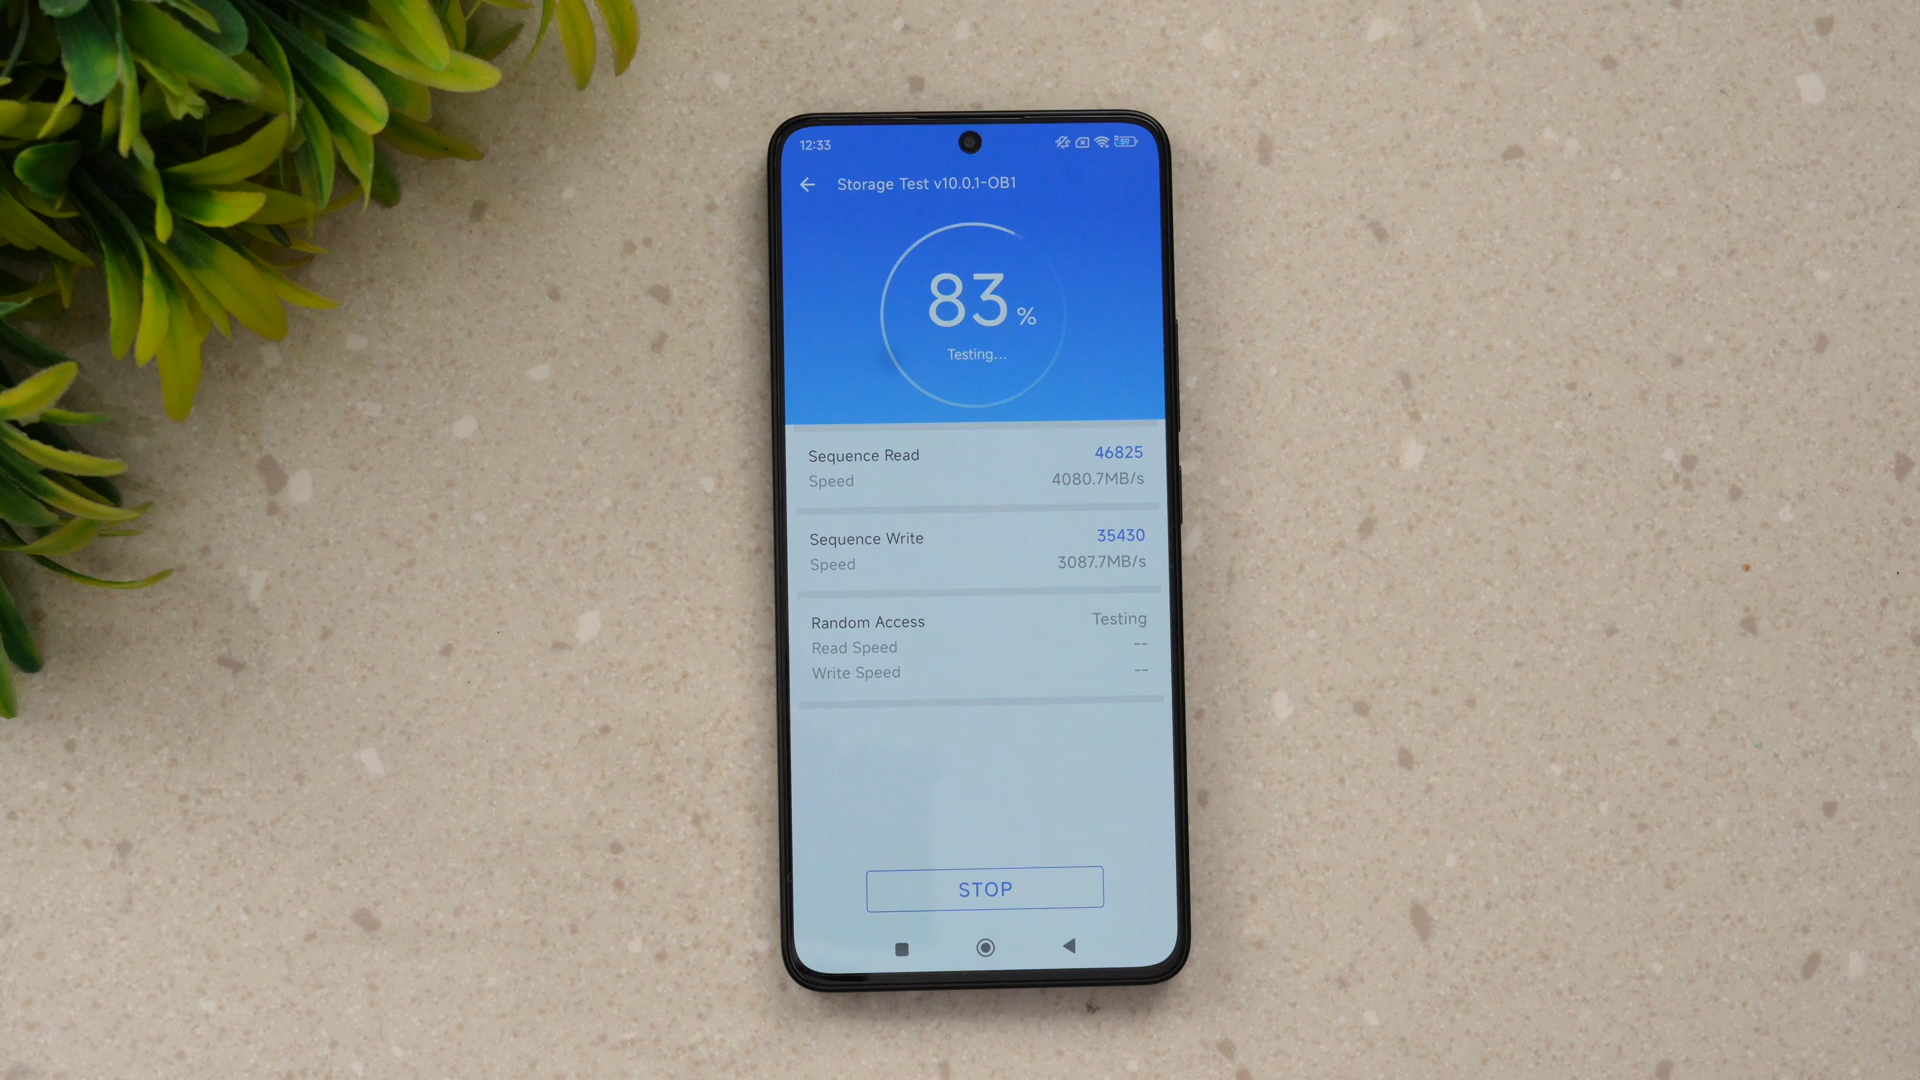 12:33
59
Storage Test v10.0.1-OB1
83 %
Testing...
Sequence Read 46825
Speed 4080.7MB/s
Sequence Write 35430
Speed 3087.7MB/s
Random Access Testing
Read Speed --
Write Speed --
STOP